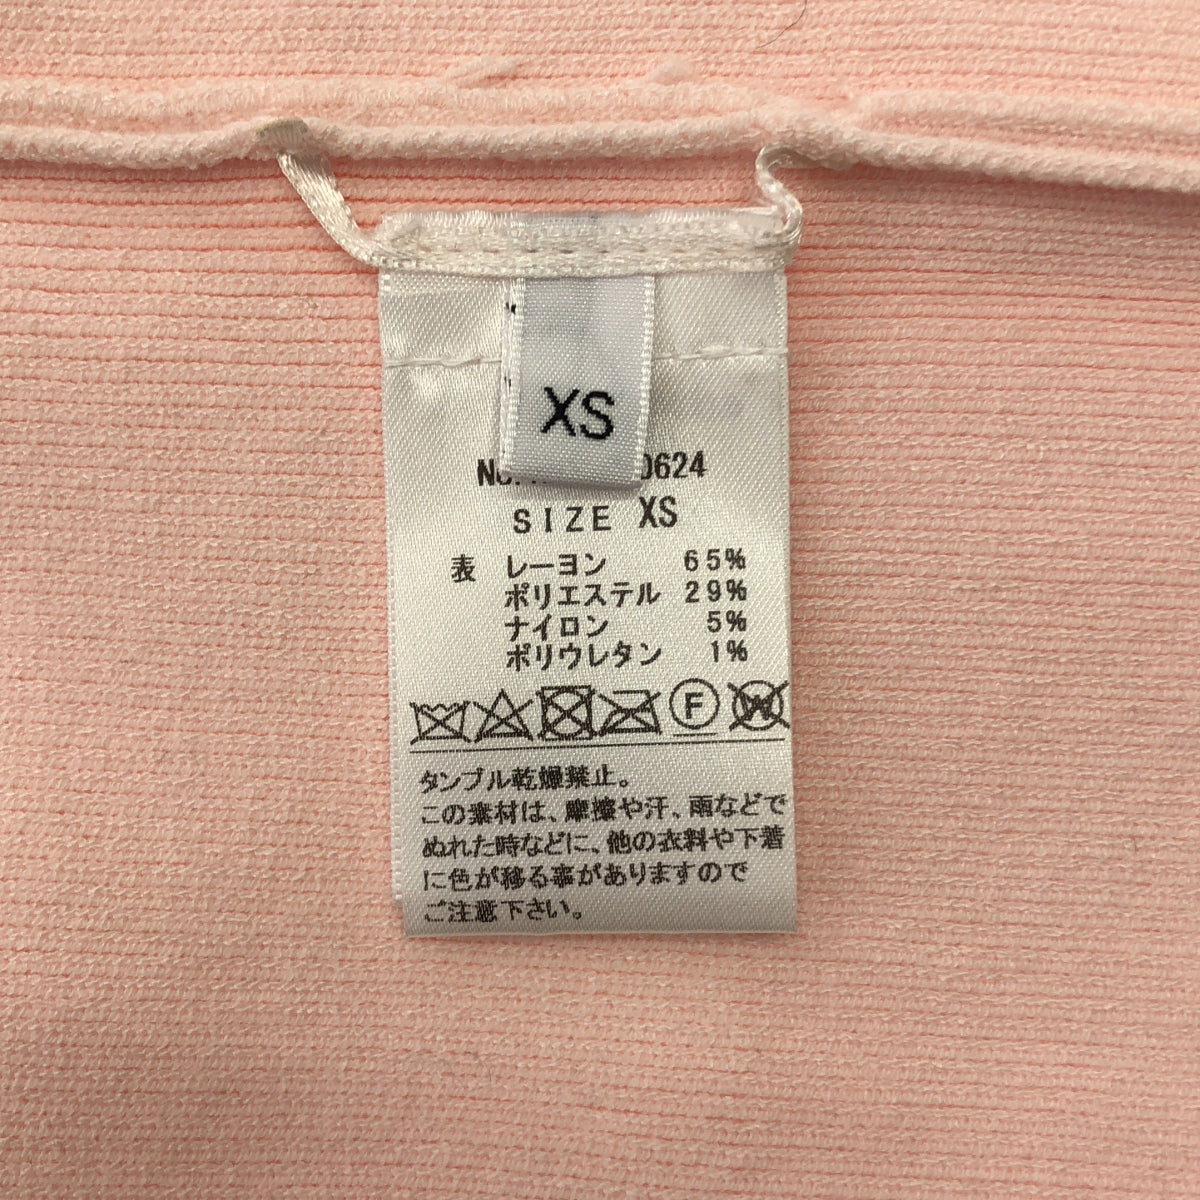 XS
No. 0624
SIZE XS
表 レーヨン 65%
ポリエステル 29%
ナイロン 5%
ポリウレタン 1%
F W
タンブル乾燥禁止。
この素材は、摩擦や汗、雨などで
ぬれた時などに、他の衣料や下着
に色が移る事がありますので
ご注意下さい。